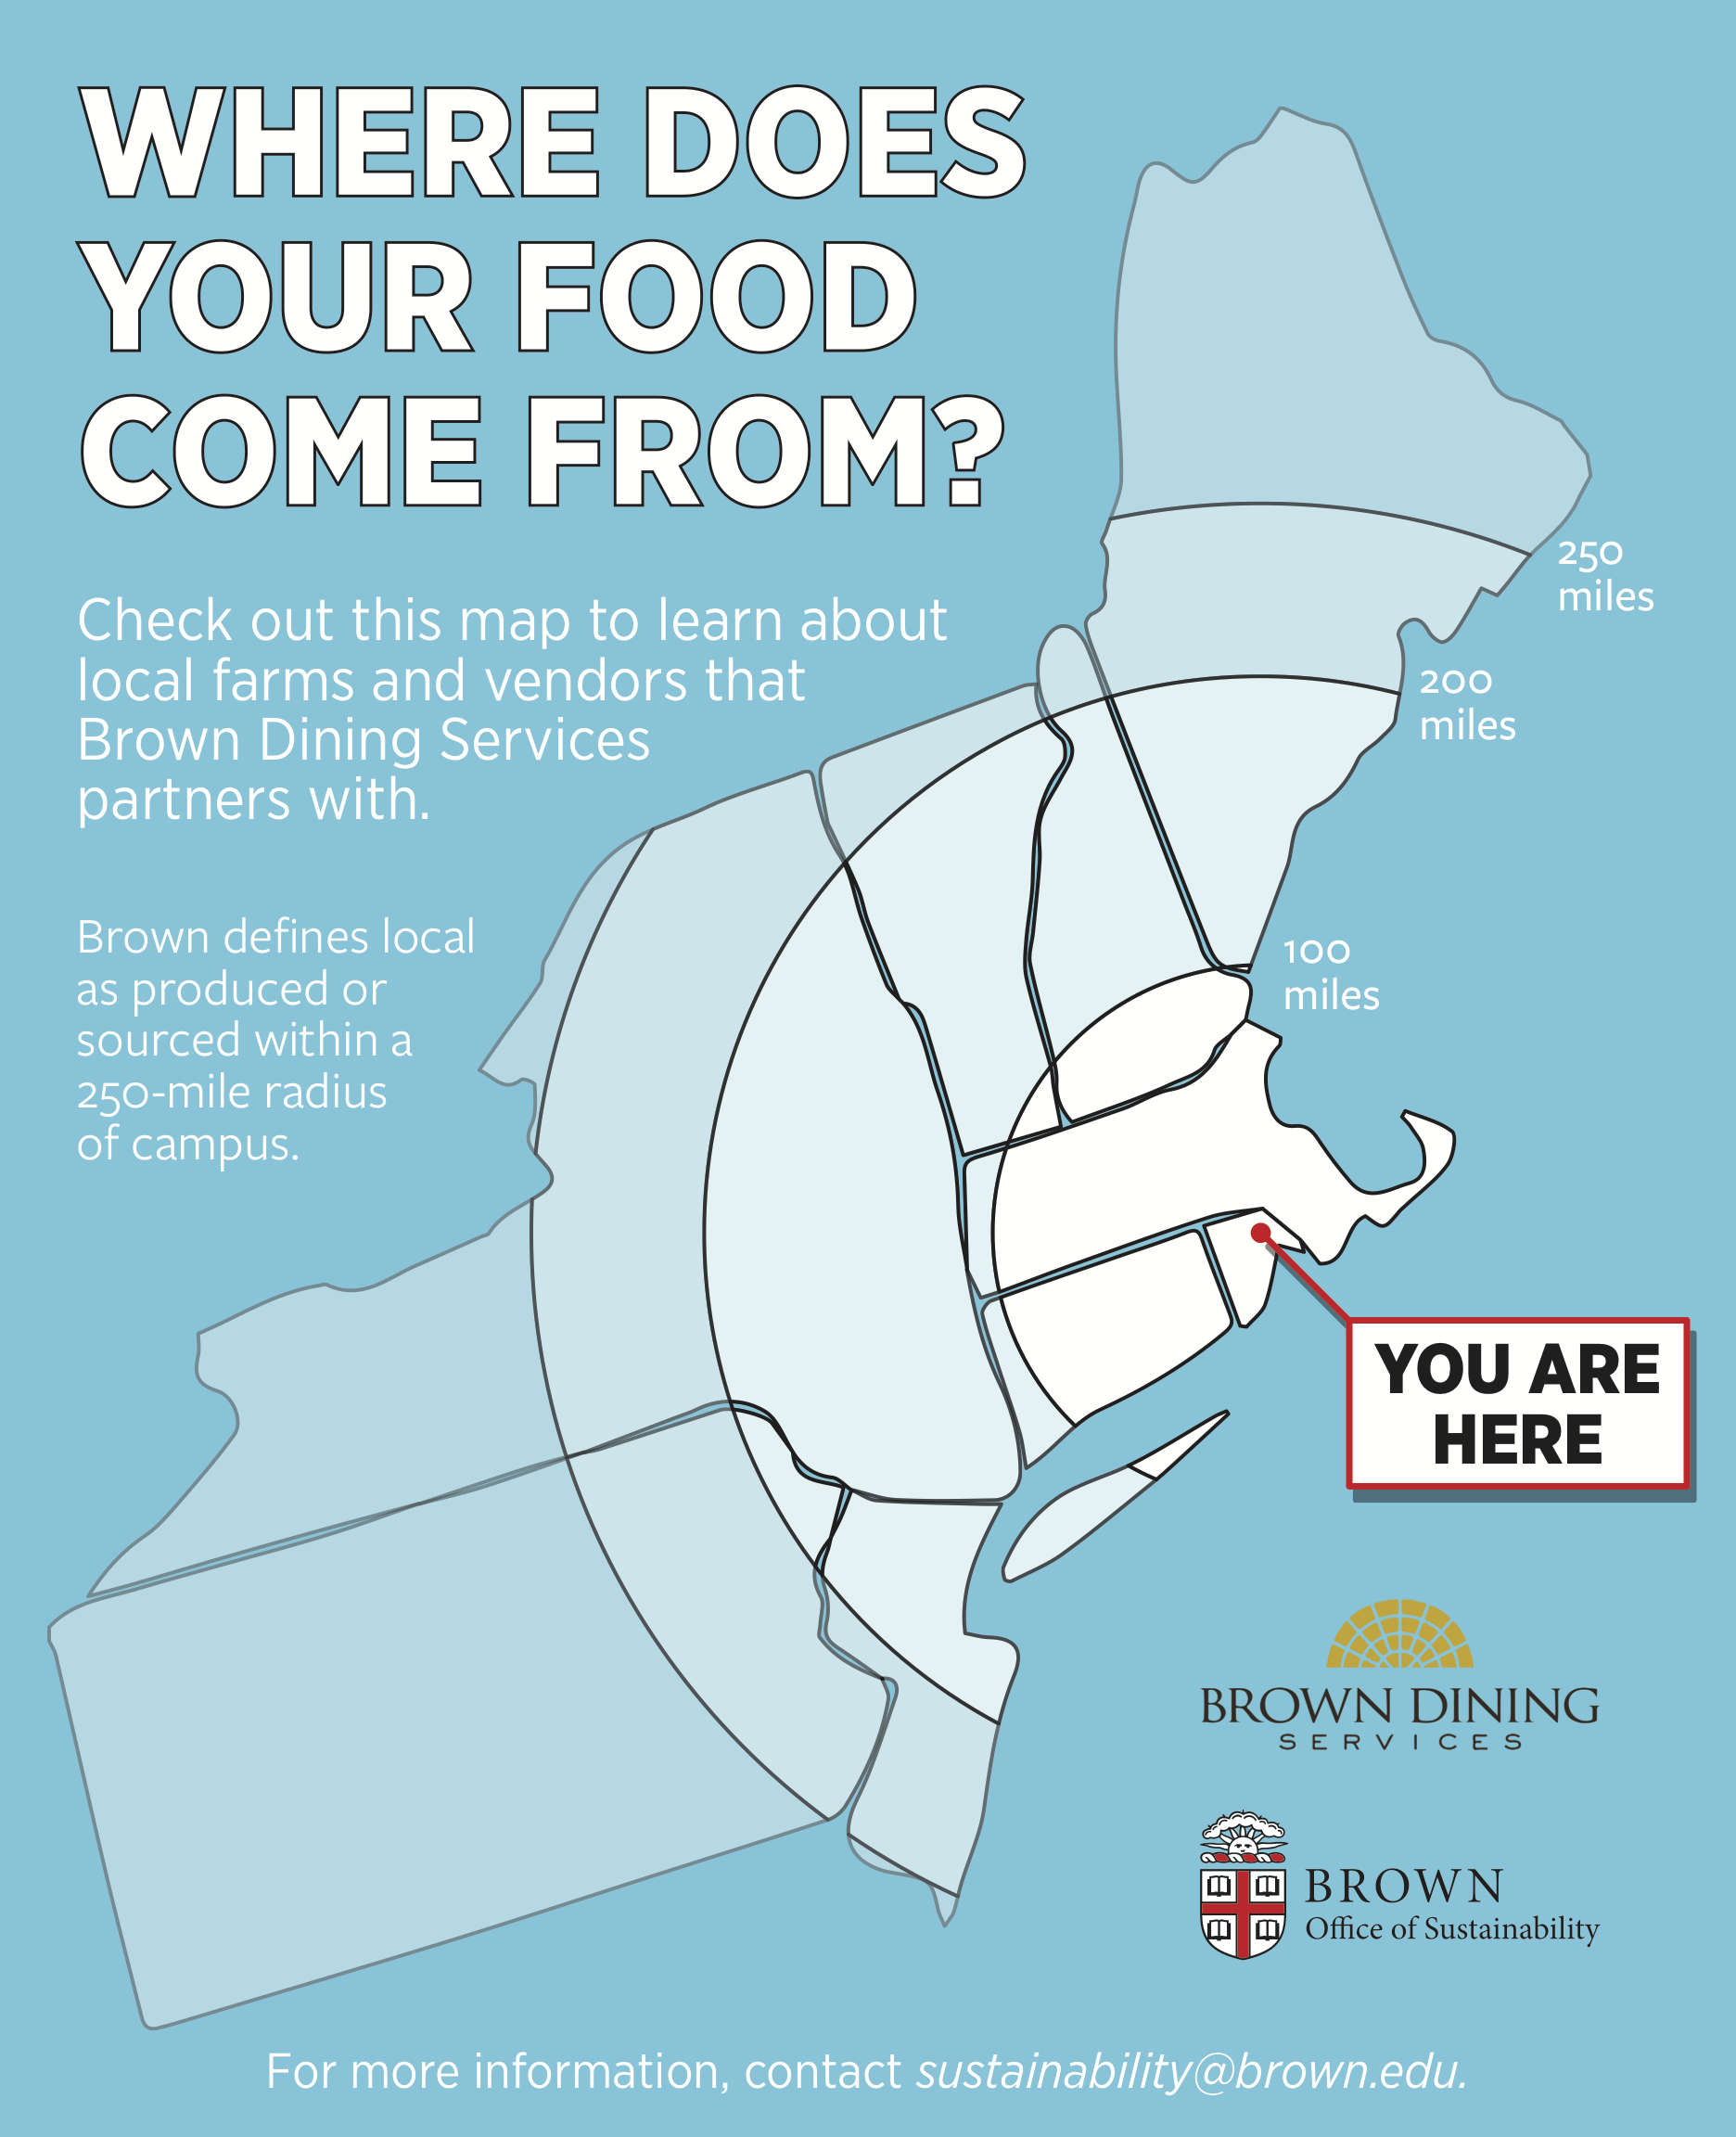 WHERE DOES
YOUR FOOD
COME FROM?
Check out this map to learn about
local farms and vendors that
Brown Dining Services
partners with.
Brown defines local
as produced or
sourced within a
250-mile radius
of campus.
250
miles
200
miles
100
miles
YOU ARE
HERE
BROWN DINING
SERVICES
BROWN
Office of Sustainability
For more information, contact sustainability@brown.edu.